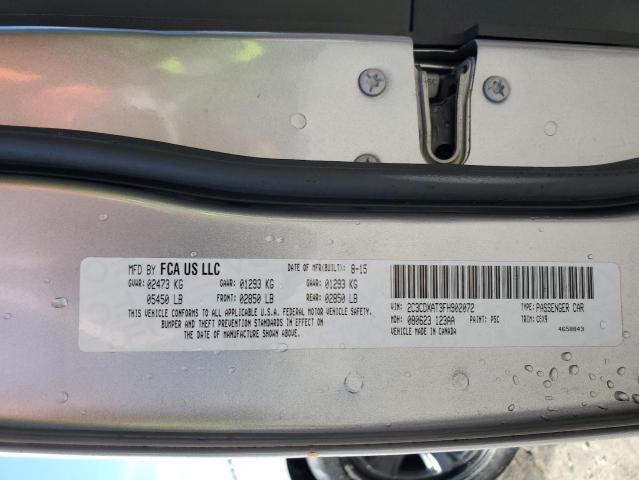 MFD BY FCA US LLC DATE OF MFR(BUILT): 8-15
GVWR: 02473 KG GAWR: 01293 KG GAWR: 01293 KG
05450 LB FRONT: 02850 LB REAR: 02850 LB
THIS VEHICLE CONFORMS TO ALL APPLICABLE U.S.A. FEDERAL MOTOR VEHICLE SAFETY,
BUMPER AND THEFT PREVENTION STANDARDS IN EFFECT ON
THE DATE OF MANUFACTURE SHOWN ABOVE.
VIN: 2C3CDXAT3FH902072 TYPE: PASSENGER CAR
MDH: 080623 123AA PAINT: PSC TRIM: C8X9
VEHICLE MADE IN CANADA 4658843